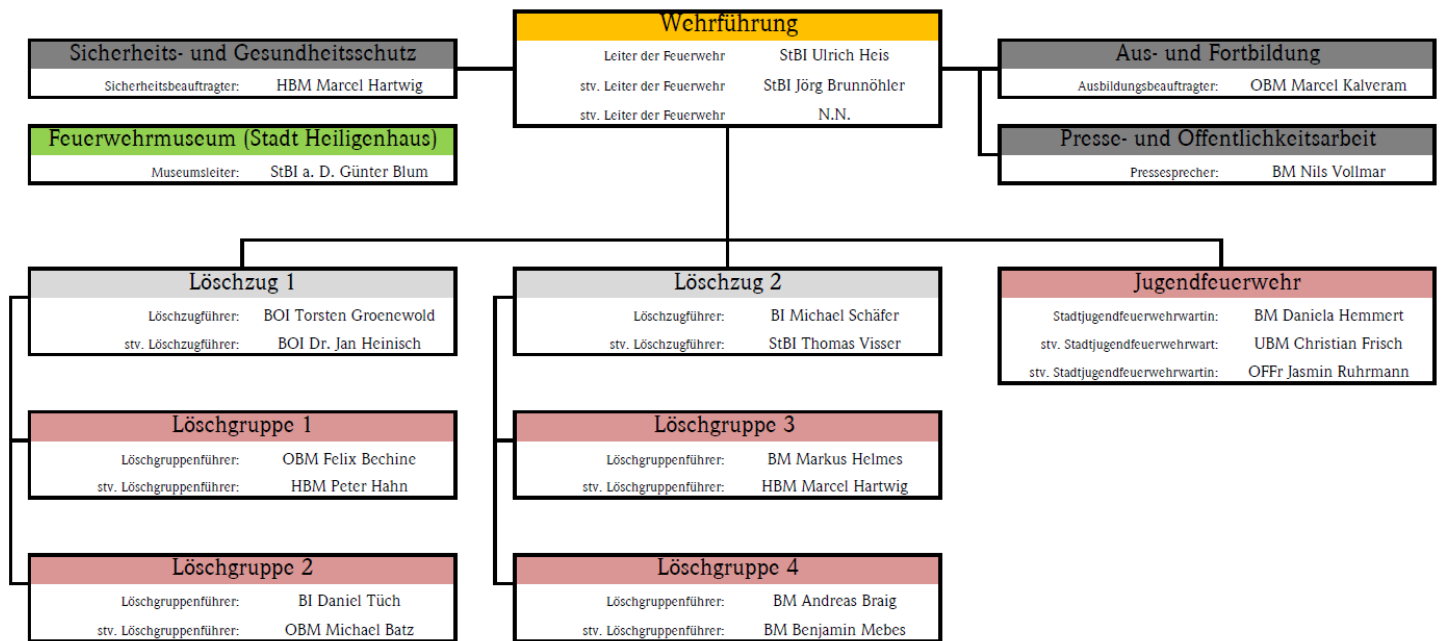 Wehrführung
Leiter der Feuerwehr StBI Ulrich Heis
stv. Leiter der Feuerwehr StBI Jörg Brunnöhler
stv. Leiter der Feuerwehr N.N.
Sicherheits- und Gesundheitsschutz
Sicherheitsbeauftragter: HBM Marcel Hartwig
Aus- und Fortbildung
Ausbildungsbeauftragter: OBM Marcel Kalveram
Feuerwehrmuseum (Stadt Heiligenhaus)
Museumsleiter: StBI a. D. Günter Blum
Presse- und Offentlichkeitsarbeit
Pressesprecher: BM Nils Vollmar
Löschzug 1
Löschzugführer: BOI Torsten Groenewold
stv. Löschzugführer: BOI Dr. Jan Heinisch
Löschzug 2
Löschzugführer: BI Michael Schäfer
stv. Löschzugführer: StBI Thomas Visser
Jugendfeuerwehr
Stadtjugendfeuerwehrwartin: BM Daniela Hemmert
stv. Stadtjugendfeuerwehrwart: UBM Christian Frisch
stv. Stadtjugendfeuerwehrwartin: OFFr Jasmin Ruhrmann
Löschgruppe 1
Löschgruppenführer: OBM Felix Bechine
stv. Löschgruppenführer: HBM Peter Hahn
Löschgruppe 3
Löschgruppenführer: BM Markus Helmes
stv. Löschgruppenführer: HBM Marcel Hartwig
Löschgruppe 2
Löschgruppenführer: BI Daniel Tüch
stv. Löschgruppenführer: OBM Michael Batz
Löschgruppe 4
Löschgruppenführer: BM Andreas Braig
stv. Löschgruppenführer: BM Benjamin Mebes